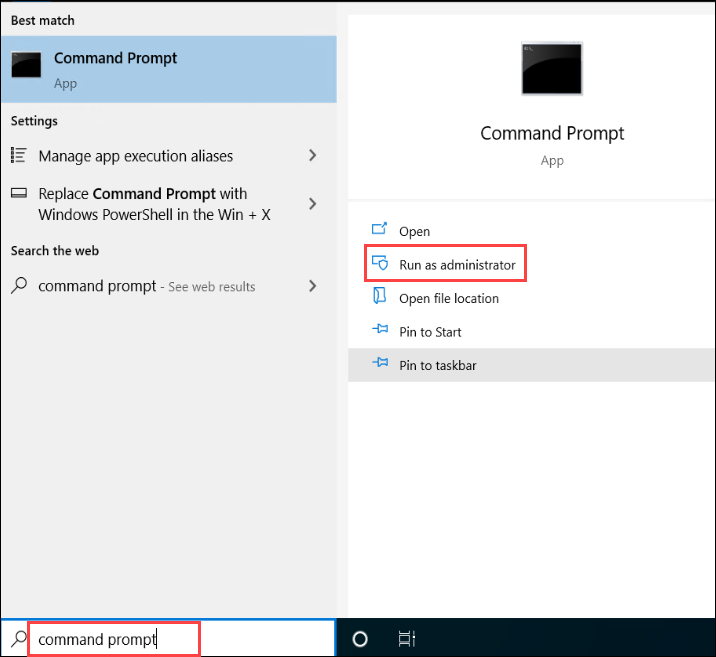 Best match
Command Prompt
App
Settings
Manage app execution aliases
Replace Command Prompt with
Windows PowerShell in the Win + X
Search the web
command prompt - See web results
Command Prompt
App
Open
Run as administrator
Open file location
Pin to Start
Pin to taskbar
command prompt